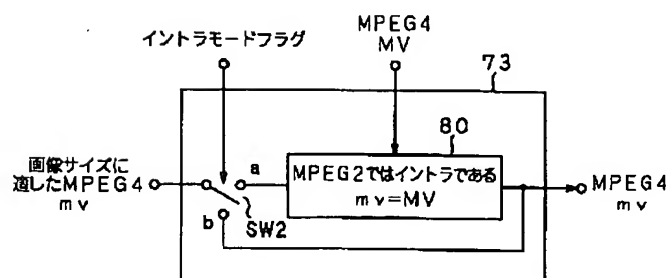 イントラモードフラグ
MPEG4
MV
73
80
画像サイズに
適したMPEG4
mv
a
b
SW2
MPEG2ではイントラである
mv=MV
MPEG4
mv